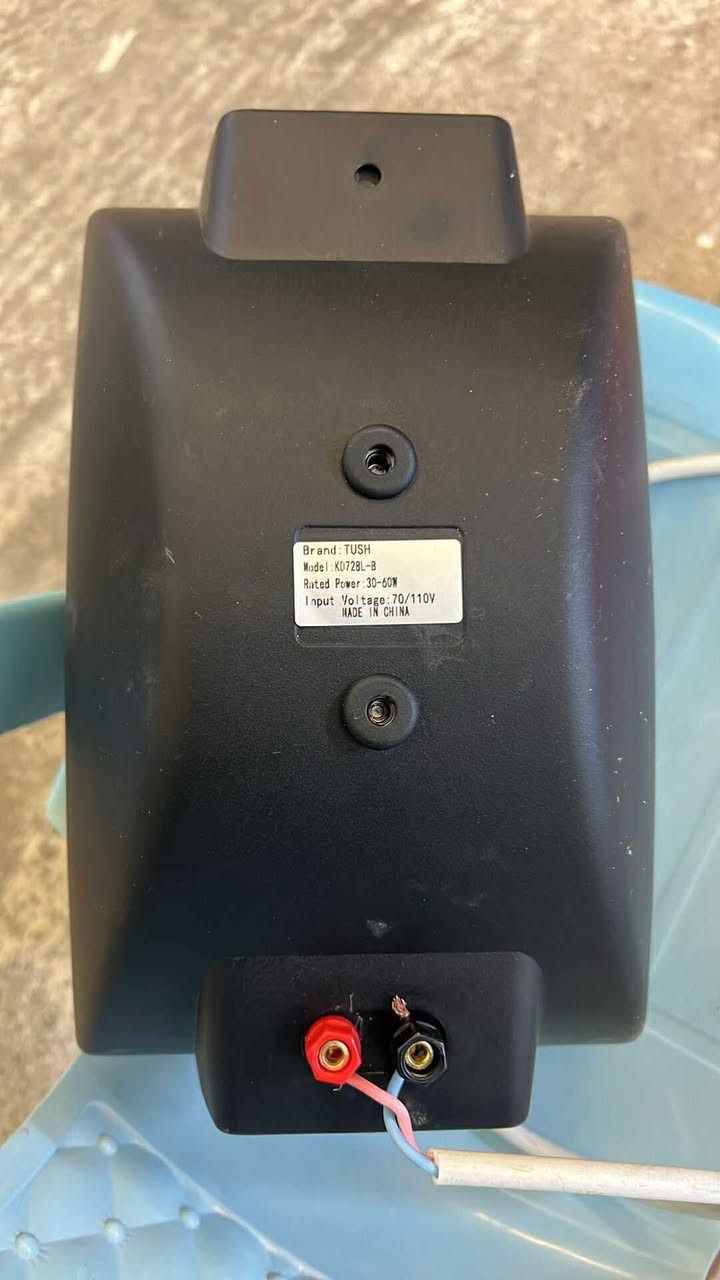 Brand:TUSH
Model:KD728L-B
Rated Power:30-60W
Input Voltage:70/110V
MADE IN CHINA